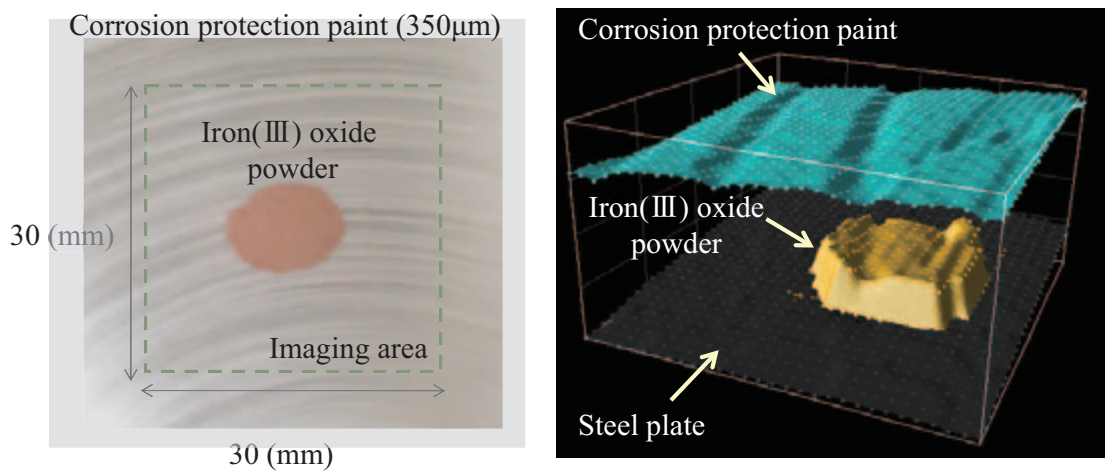 Corrosion protection paint (350μm)
Iron(Ⅲ) oxide
powder
30 (mm)
Imaging area
30 (mm)
Corrosion protection paint
Iron(Ⅲ) oxide
powder
Steel plate